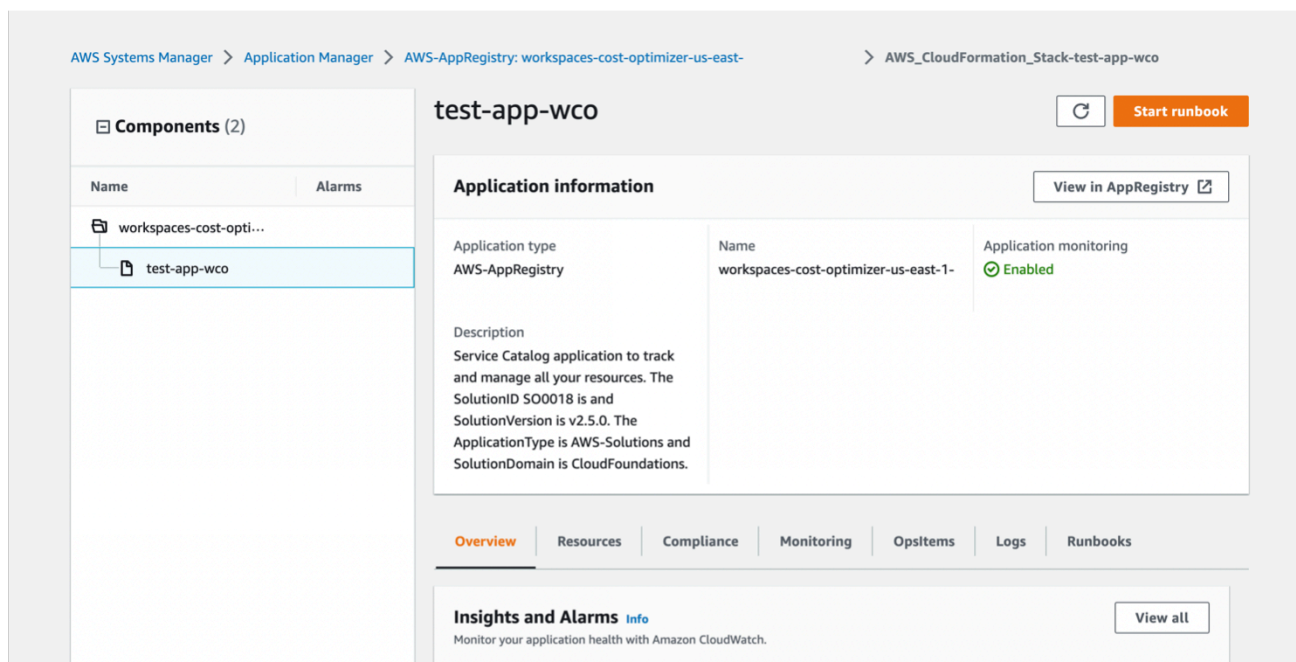 AWS Systems Manager > Application Manager > AWS-AppRegistry: workspaces-cost-optimizer-us-east- > AWS_CloudFormation_Stack-test-app-wco
Components (2)
Name Alarms
workspaces-cost-opti...
test-app-wco
test-app-wco
Start runbook
Application information
View in AppRegistry
Application type
AWS-AppRegistry
Name
workspaces-cost-optimizer-us-east-1-
Application monitoring
Enabled
Description
Service Catalog application to track
and manage all your resources. The
SolutionID SO0018 is and
SolutionVersion is v2.5.0. The
ApplicationType is AWS-Solutions and
SolutionDomain is CloudFoundations.
Overview Resources Compliance Monitoring OpsItems Logs Runbooks
Insights and Alarms Info
View all
Monitor your application health with Amazon CloudWatch.